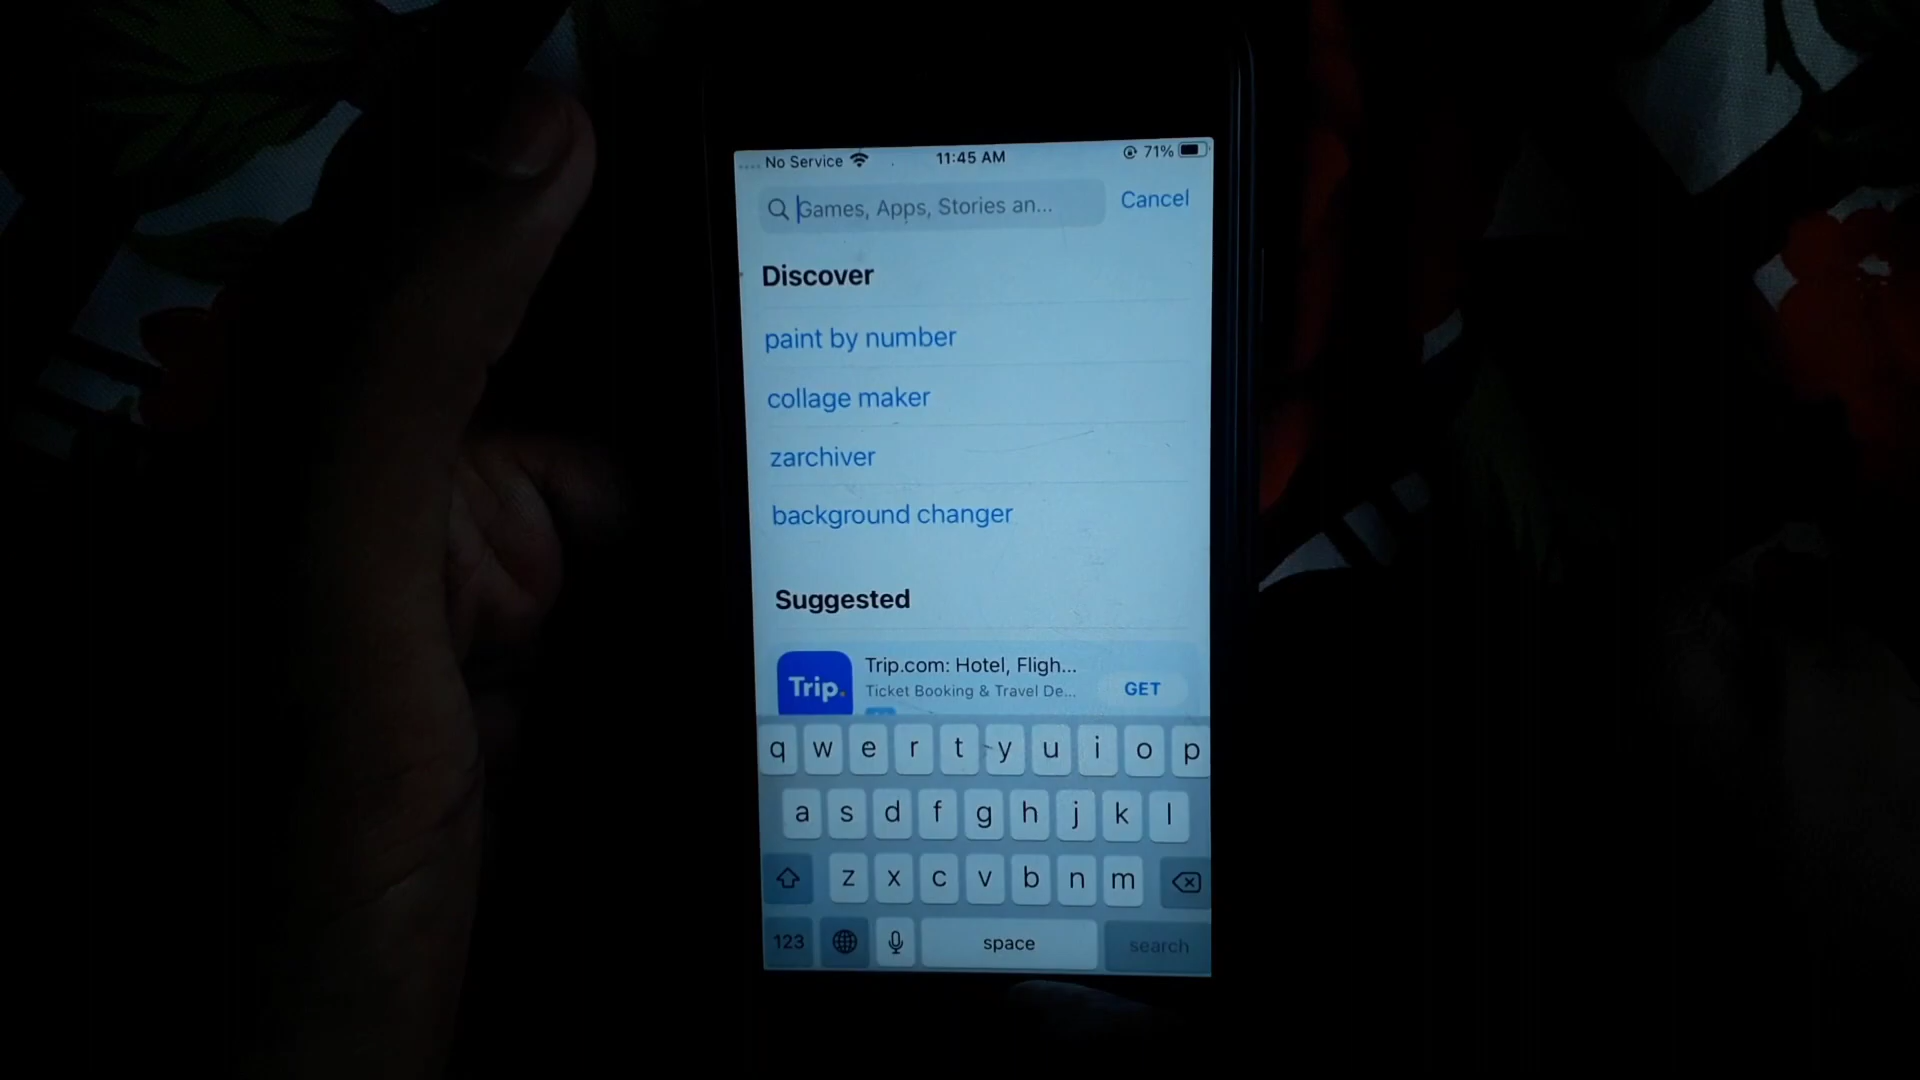 No Service 11:45 AM 71%
Games, Apps, Stories an... Cancel
Discover
paint by number
collage maker
zarchiver
background changer
Suggested
Trip.
Trip.com: Hotel, Fligh...
Ticket Booking & Travel De...
GET
q w e r t y u i o p
a s d f g h j k l
z x c v b n m
123 space search